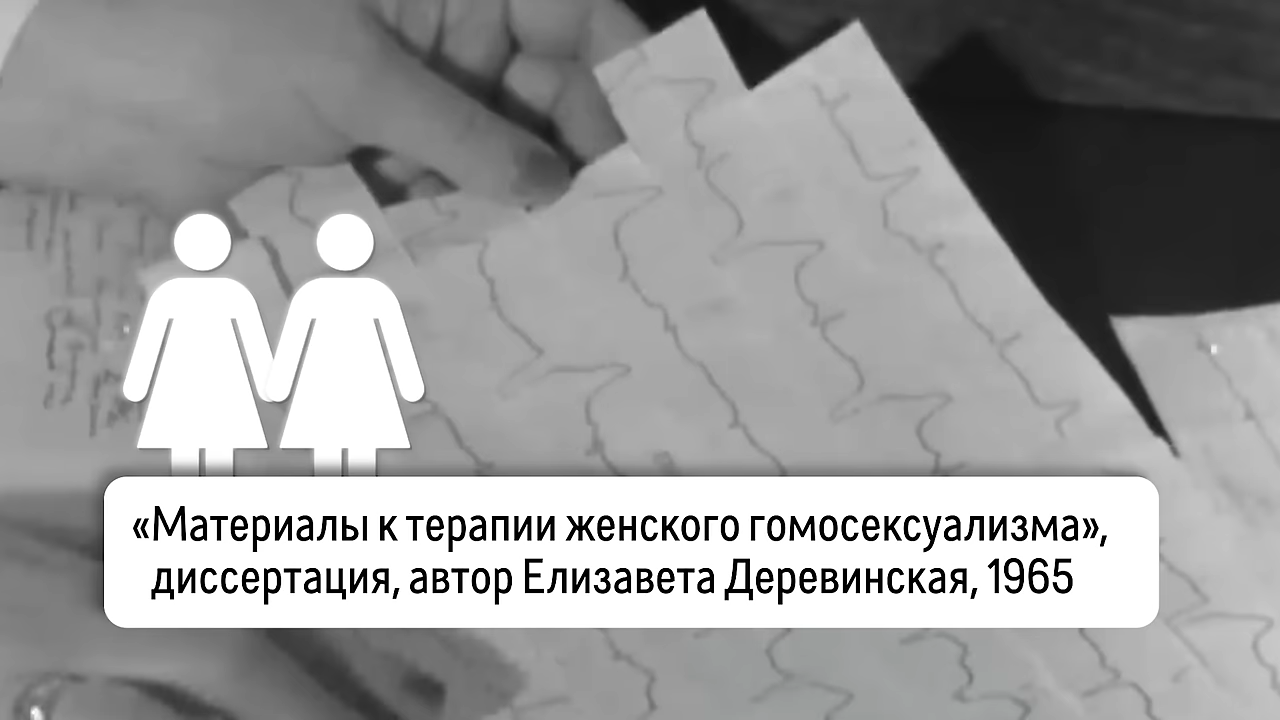 «Материалы к терапии женского гомосексуализма»,
диссертация, автор Елизавета Деревинская, 1965